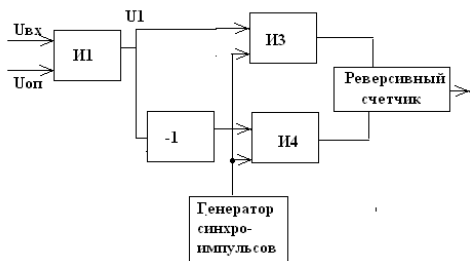 Uвх
U1
И1
И3
Uоп
Реверсивный
счетчик
-1
И4
Генератор
синхро-
импульсов